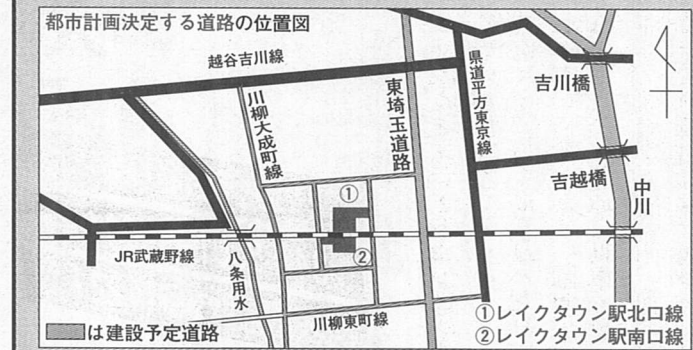 都市計画決定する道路の位置図
越谷吉川線
川柳大成町線
東埼玉道路
県道平方東京線
吉川橋
吉越橋
中川
①
②
JR武蔵野線
八条用水
川柳東町線
は建設予定道路
①レイクタウン駅北口線
②レイクタウン駅南口線